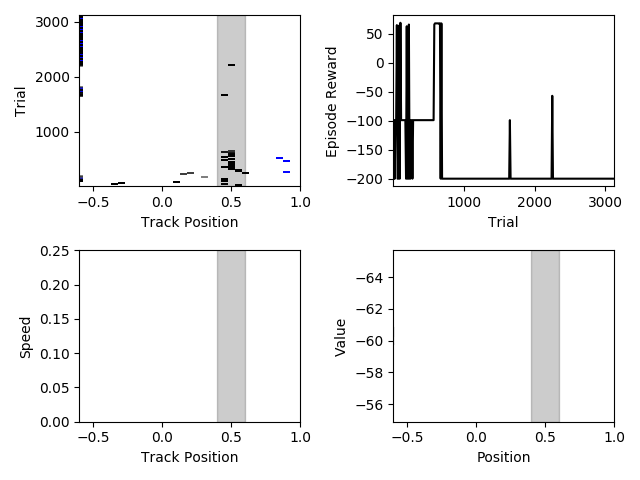 3000
2000
1000
Trial
−0.5 0.0 0.5 1.0
Track Position
50
0
−50
−100
−150
−200
Episode Reward
1000 2000 3000
Trial
0.25
0.20
0.15
0.10
0.05
0.00
Speed
−0.5 0.0 0.5 1.0
Track Position
−64
−62
−60
−58
−56
Value
−0.5 0.0 0.5 1.0
Position